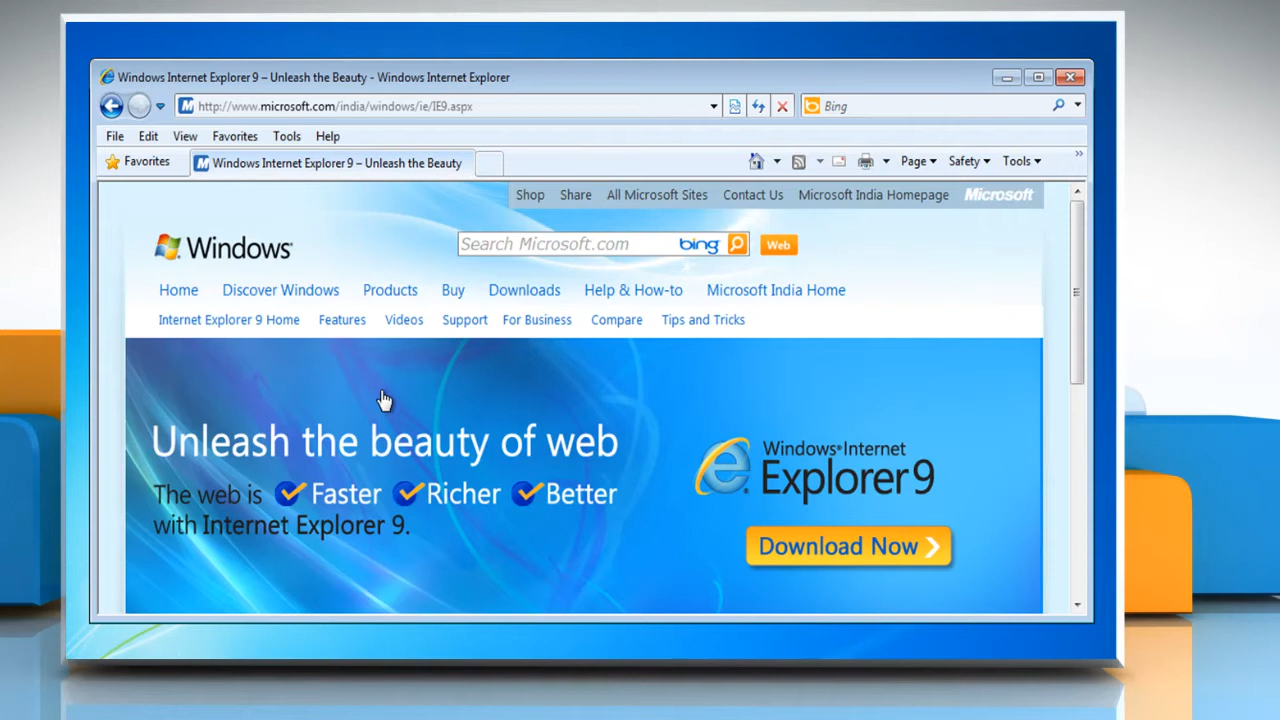 Windows Internet Explorer 9 – Unleash the Beauty - Windows Internet Explorer
http://www.microsoft.com/india/windows/ie/IE9.aspx
Bing
File Edit View Favorites Tools Help
Favorites Windows Internet Explorer 9 – Unleash the Beauty Page Safety Tools
Shop Share All Microsoft Sites Contact Us Microsoft India Homepage Microsoft
Windows Search Microsoft.com bing Web
Home Discover Windows Products Buy Downloads Help & How-to Microsoft India Home
Internet Explorer 9 Home Features Videos Support For Business Compare Tips and Tricks
Unleash the beauty of web
The web is Faster Richer Better
with Internet Explorer 9.
Windows Internet
Explorer 9
Download Now